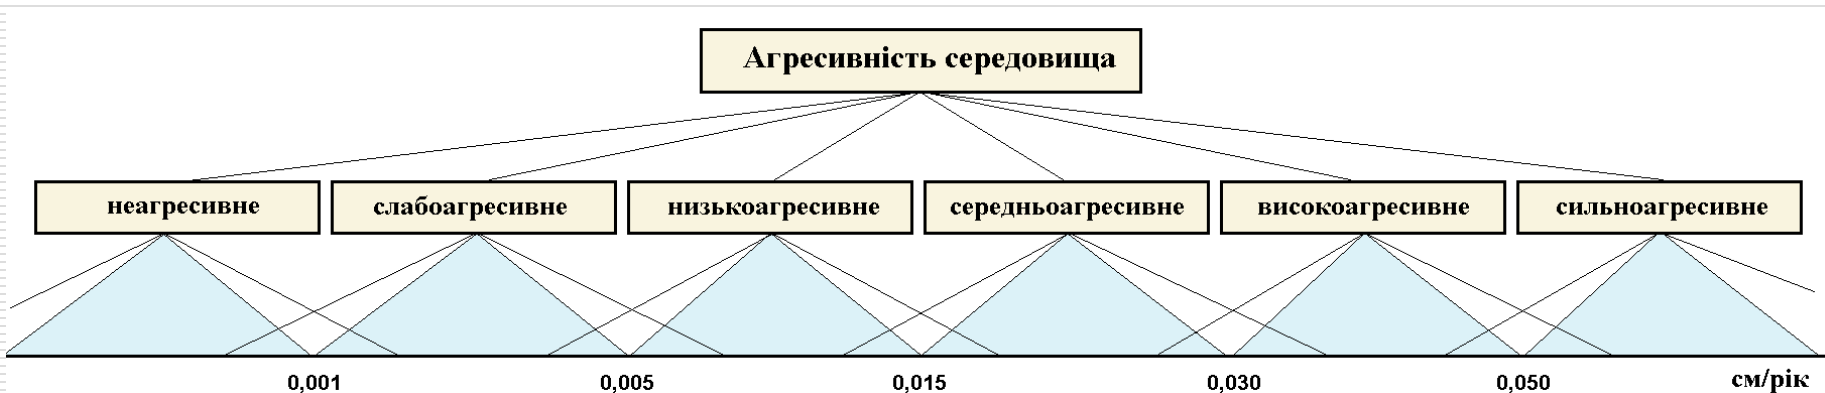 Агресивність середовища
неагресивне
слабоагресивне
низькоагресивне
середньоагресивне
високоагресивне
сильноагресивне
0,001
0,005
0,015
0,030
0,050
см/рік